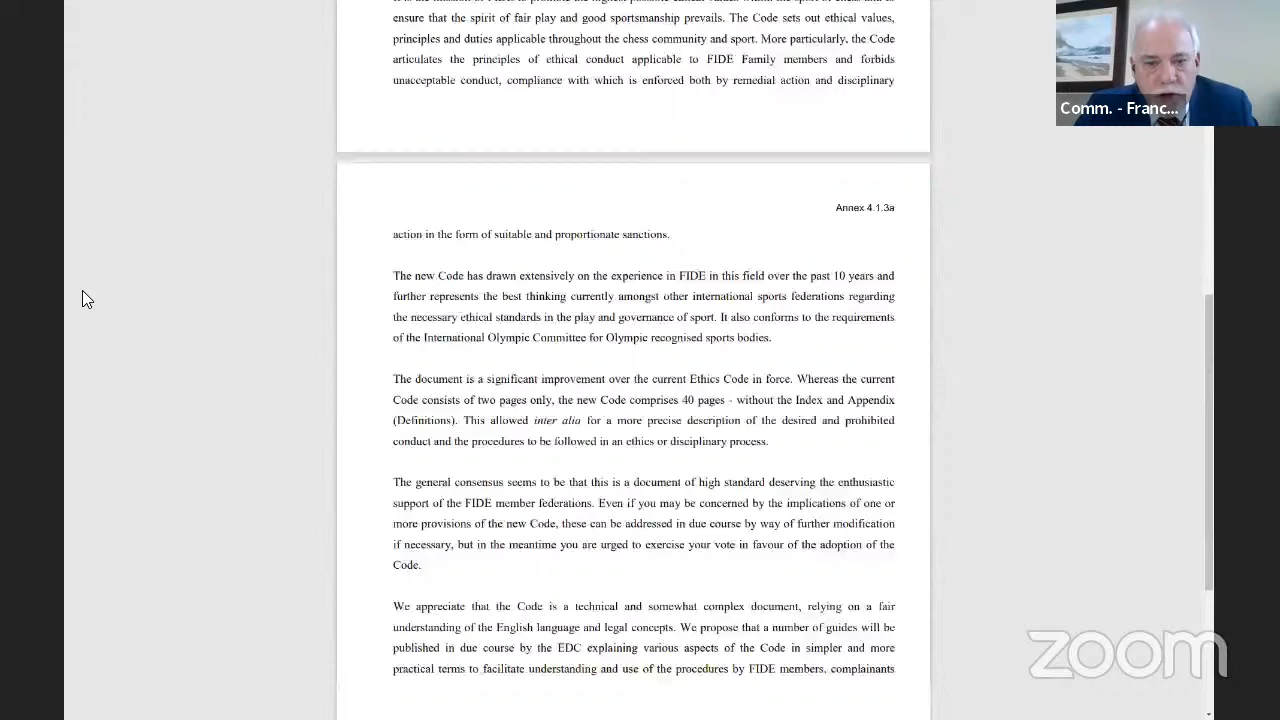 ensure that the spirit of fair play and good sportsmanship prevails. The Code sets out ethical values,
principles and duties applicable throughout the chess community and sport. More particularly, the Code
articulates the principles of ethical conduct applicable to FIDE Family members and forbids
unacceptable conduct, compliance with which is enforced both by remedial action and disciplinary
Comm. - Franc...
Annex 4.1.3a
action in the form of suitable and proportionate sanctions.
The new Code has drawn extensively on the experience in FIDE in this field over the past 10 years and
further represents the best thinking currently amongst other international sports federations regarding
the necessary ethical standards in the play and governance of sport. It also conforms to the requirements
of the International Olympic Committee for Olympic recognised sports bodies.
The document is a significant improvement over the current Ethics Code in force. Whereas the current
Code consists of two pages only, the new Code comprises 40 pages - without the Index and Appendix
(Definitions). This allowed inter alia for a more precise description of the desired and prohibited
conduct and the procedures to be followed in an ethics or disciplinary process.
The general consensus seems to be that this is a document of high standard deserving the enthusiastic
support of the FIDE member federations. Even if you may be concerned by the implications of one or
more provisions of the new Code, these can be addressed in due course by way of further modification
if necessary, but in the meantime you are urged to exercise your vote in favour of the adoption of the
Code.
We appreciate that the Code is a technical and somewhat complex document, relying on a fair
understanding of the English language and legal concepts. We propose that a number of guides will be
published in due course by the EDC explaining various aspects of the Code in simpler and more
practical terms to facilitate understanding and use of the procedures by FIDE members, complainants
zoom